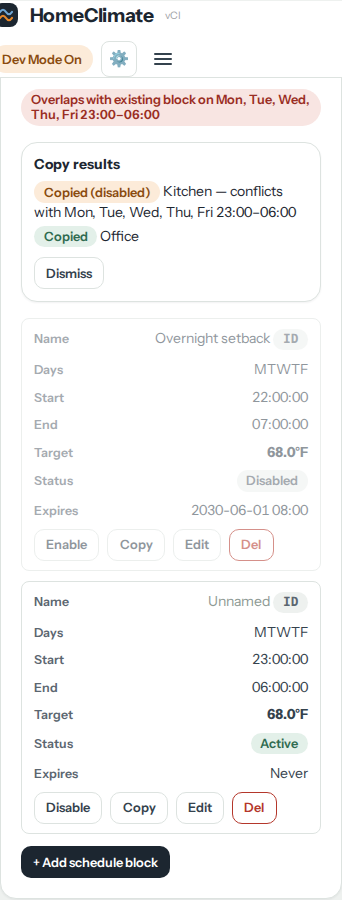 HomeClimate vCI
Dev Mode On
Overlaps with existing block on Mon, Tue, Wed,
Thu, Fri 23:00–06:00
Copy results
Copied (disabled) Kitchen — conflicts
with Mon, Tue, Wed, Thu, Fri 23:00–06:00
Copied Office
Dismiss
Name Overnight setback ID
Days MTWTF
Start 22:00:00
End 07:00:00
Target 68.0°F
Status Disabled
Expires 2030-06-01 08:00
Enable Copy Edit Del
Name Unnamed ID
Days MTWTF
Start 23:00:00
End 06:00:00
Target 68.0°F
Status Active
Expires Never
Disable Copy Edit Del
+ Add schedule block